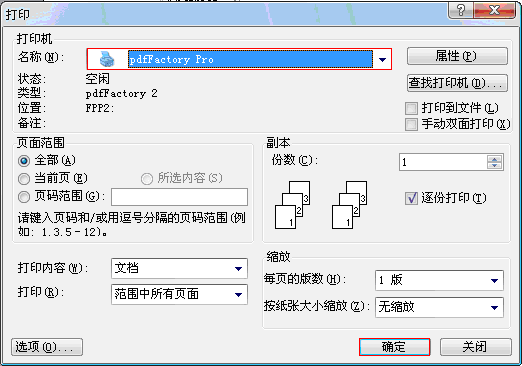 打印
打印机
名称(N): pdfFactory Pro 属性(P)
状态: 空闲 查找打印机(D)...
类型: pdfFactory 2
位置: FPP2: 打印到文件(L)
备注: 手动双面打印(X)
页面范围
全部(A)
当前页(E) 所选内容(S)
页码范围(G):
请键入页码和/或用逗号分隔的页码范围(例
如: 1.3.5-12)。
副本
份数(C): 1
1 2 3 1 2 3 逐份打印(T)
打印内容(W): 文档
打印(R): 范围中所有页面
缩放
每页的版数(H): 1 版
按纸张大小缩放(Z): 无缩放
选项(O)... 确定 关闭